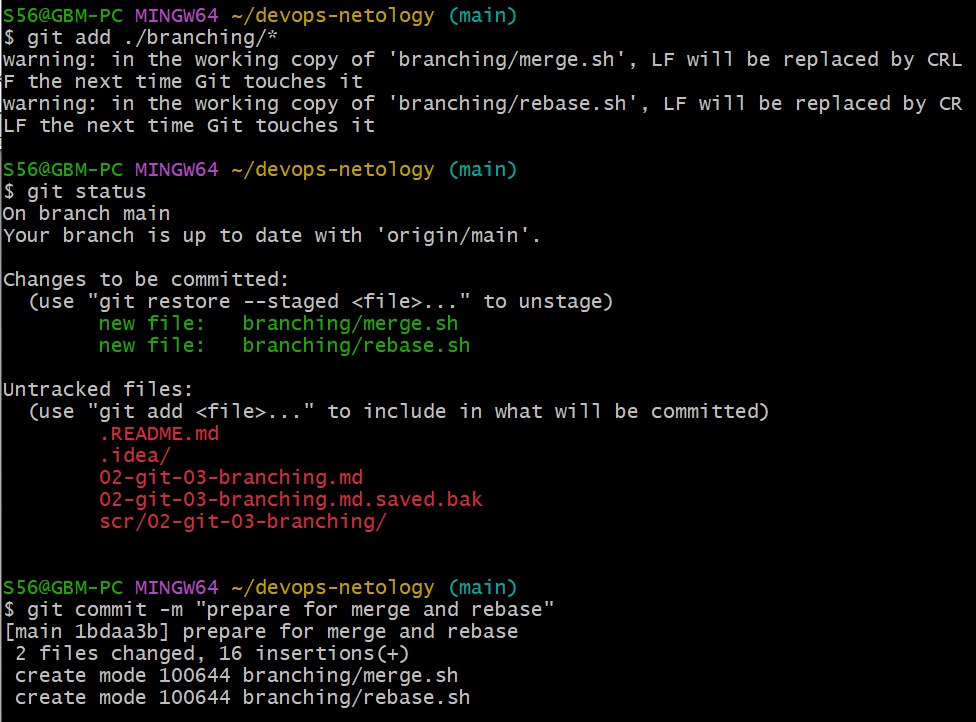 S56@GBM-PC MINGW64 ~/devops-netology (main)
$ git add ./branching/*
warning: in the working copy of 'branching/merge.sh', LF will be replaced by CRL
F the next time Git touches it
warning: in the working copy of 'branching/rebase.sh', LF will be replaced by CR
LF the next time Git touches it
S56@GBM-PC MINGW64 ~/devops-netology (main)
$ git status
On branch main
Your branch is up to date with 'origin/main'.
Changes to be committed:
  (use "git restore --staged <file>..." to unstage)
        new file:   branching/merge.sh
        new file:   branching/rebase.sh
Untracked files:
  (use "git add <file>..." to include in what will be committed)
        .README.md
        .idea/
        02-git-03-branching.md
        02-git-03-branching.md.saved.bak
        scr/02-git-03-branching/
S56@GBM-PC MINGW64 ~/devops-netology (main)
$ git commit -m "prepare for merge and rebase"
[main 1bdaa3b] prepare for merge and rebase
 2 files changed, 16 insertions(+)
 create mode 100644 branching/merge.sh
 create mode 100644 branching/rebase.sh